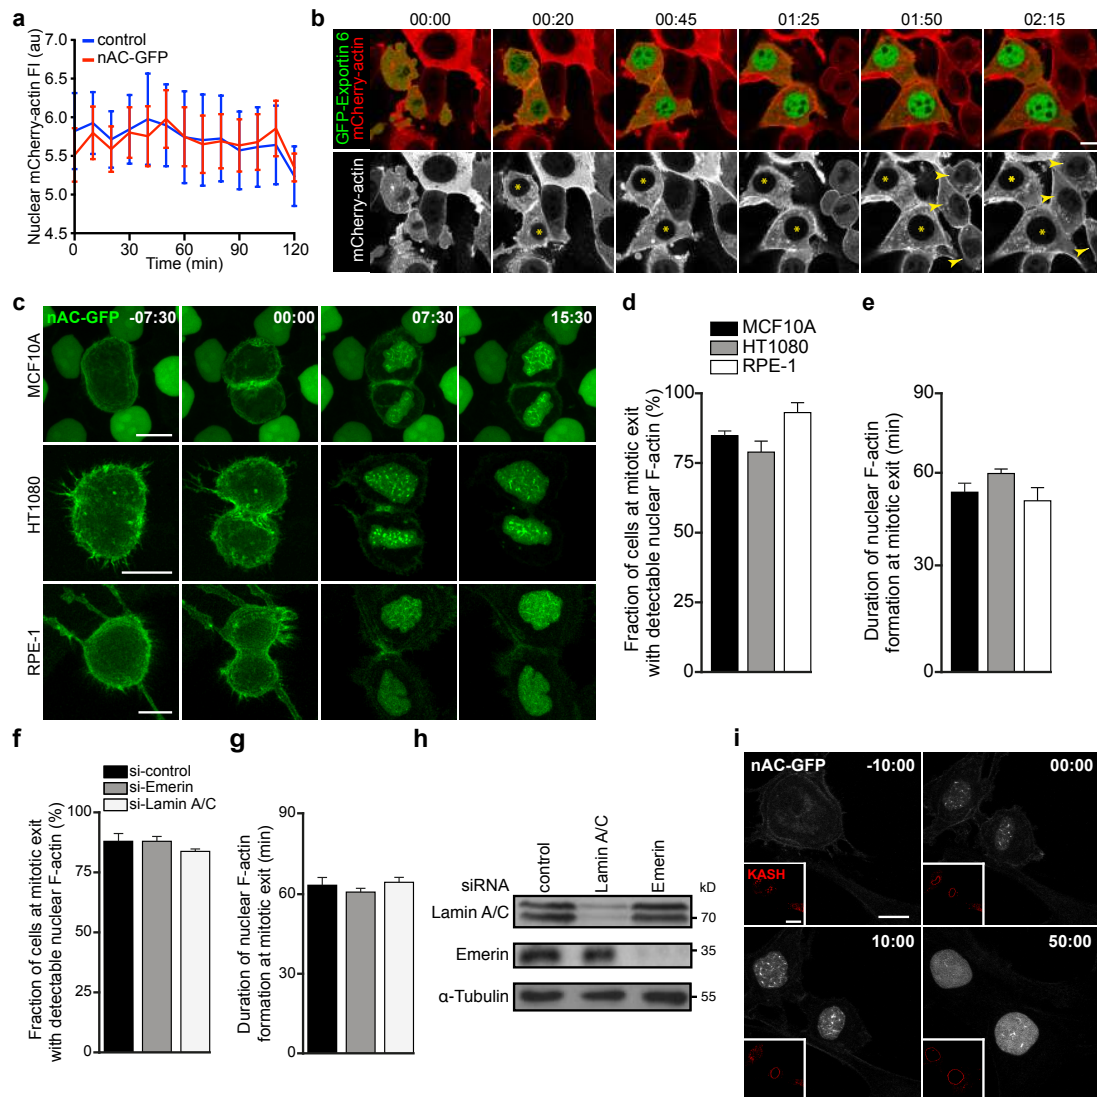 a
control
nAC-GFP
Nuclear mCherry-actin FI (au)
7.0
6.5
6.0
5.5
5.0
4.5
0
30
60
90
120
Time (min)
b
00:00
00:20
00:45
01:25
01:50
02:15
GFP-Exportin 6
mCherry-actin
mCherry-actin
*
*
*
*
*
*
*
*
*
*
c
nAC-GFP
-07:30
00:00
07:30
15:30
MCF10A
HT1080
RPE-1
d
MCF10A
HT1080
RPE-1
Fraction of cells at mitotic exit
with detectable nuclear F-actin (%)
100
75
50
25
0
e
Duration of nuclear F-actin
formation at mitotic exit (min)
90
60
30
0
f
si-control
si-Emerin
si-Lamin A/C
Fraction of cells at mitotic exit
with detectable nuclear F-actin (%)
100
75
50
25
0
g
Duration of nuclear F-actin
formation at mitotic exit (min)
90
60
30
0
h
siRNA
control
Lamin A/C
Emerin
kD
Lamin A/C
70
Emerin
35
α-Tubulin
55
i
nAC-GFP
-10:00
00:00
KASH
10:00
50:00